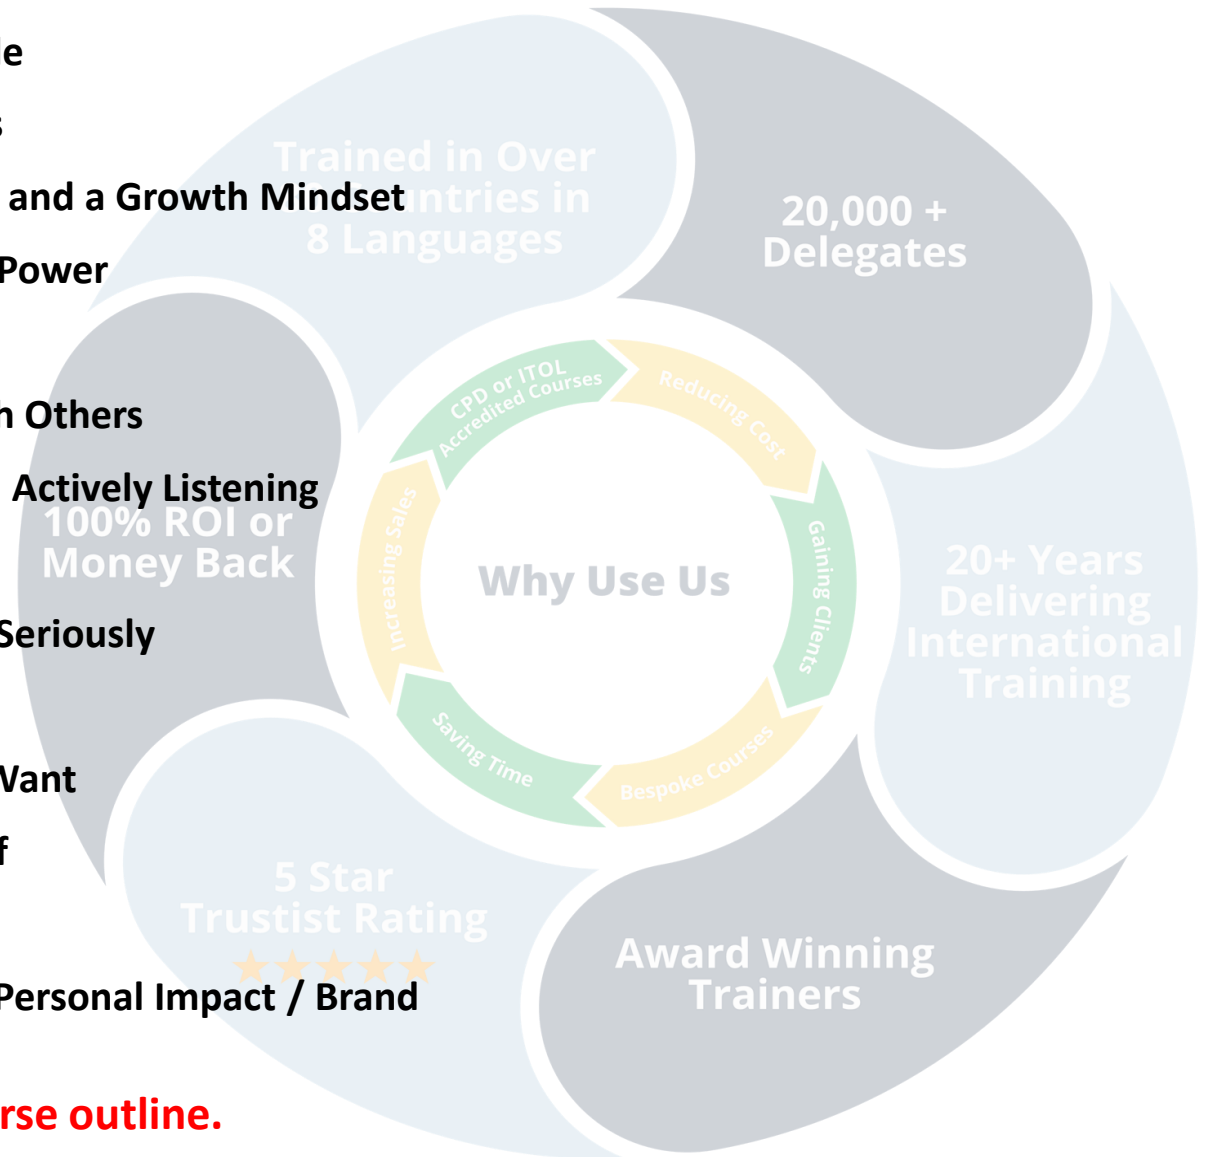 and a Growth Mindset
Power
Others
Actively Listening
Seriously
Want
Personal Impact / Brand
outline.
Trained in Over
in
8 Languages
20,000 +
Delegates
20+ Years
Delivering
International
Training
Award Winning
Trainers
5 Star
Trustist Rating
100% ROI or
Money Back
CPD or ITOL
Accredited Courses
Reducing Cost
Gaining Clients
Bespoke Courses
Saving Time
Increasing Sales
Why Use Us